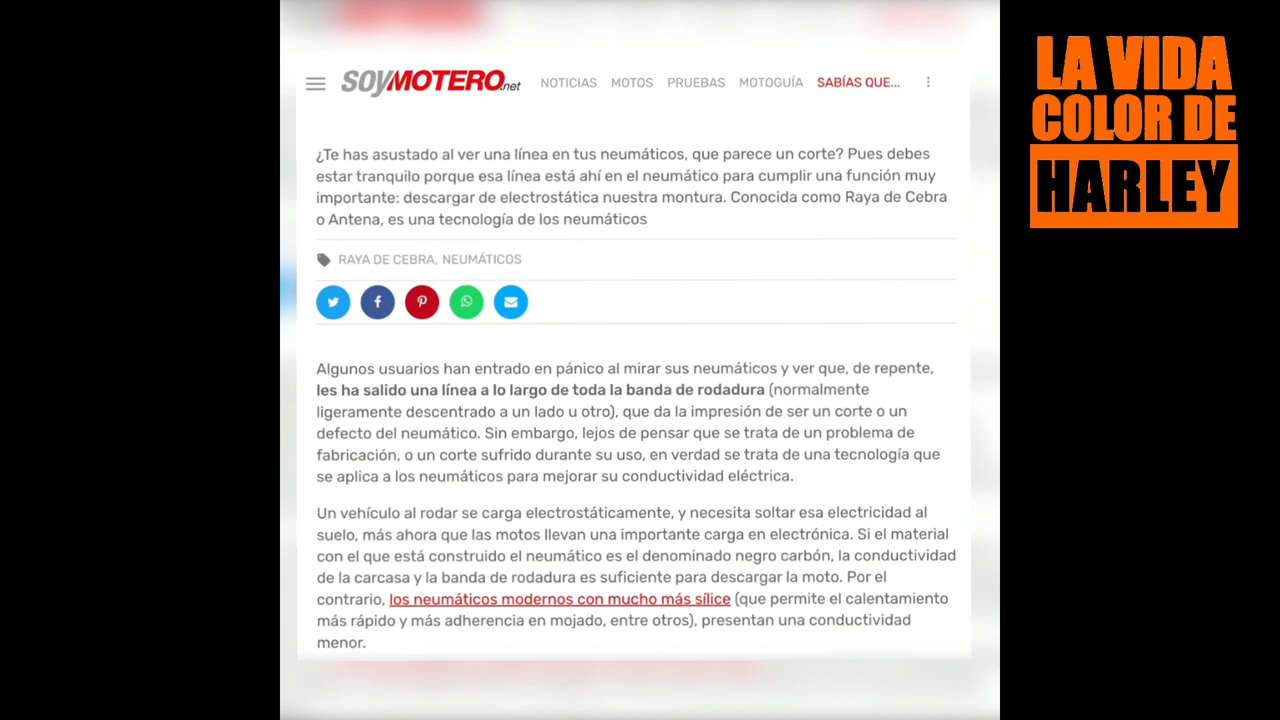 SOYMOTERO.net NOTICIAS MOTOS PRUEBAS MOTOGUÍA SABÍAS QUE...
¿Te has asustado al ver una línea en tus neumáticos, que parece un corte? Pues debes
estar tranquilo porque esa línea está ahí en el neumático para cumplir una función muy
importante: descargar de electrostática nuestra montura. Conocida como Raya de Cebra
o Antena, es una tecnología de los neumáticos
RAYA DE CEBRA, NEUMÁTICOS
Algunos usuarios han entrado en pánico al mirar sus neumáticos y ver que, de repente,
les ha salido una línea a lo largo de toda la banda de rodadura (normalmente
ligeramente descentrado a un lado u otro), que da la impresión de ser un corte o un
defecto del neumático. Sin embargo, lejos de pensar que se trata de un problema de
fabricación, o un corte sufrido durante su uso, en verdad se trata de una tecnología que
se aplica a los neumáticos para mejorar su conductividad eléctrica.
Un vehículo al rodar se carga electrostáticamente, y necesita soltar esa electricidad al
suelo, más ahora que las motos llevan una importante carga en electrónica. Si el material
con el que está construido el neumático es el denominado negro carbón, la conductividad
de la carcasa y la banda de rodadura es suficiente para descargar la moto. Por el
contrario, los neumáticos modernos con mucho más sílice (que permite el calentamiento
más rápido y más adherencia en mojado, entre otros), presentan una conductividad
menor.
LA VIDA
COLOR DE
HARLEY